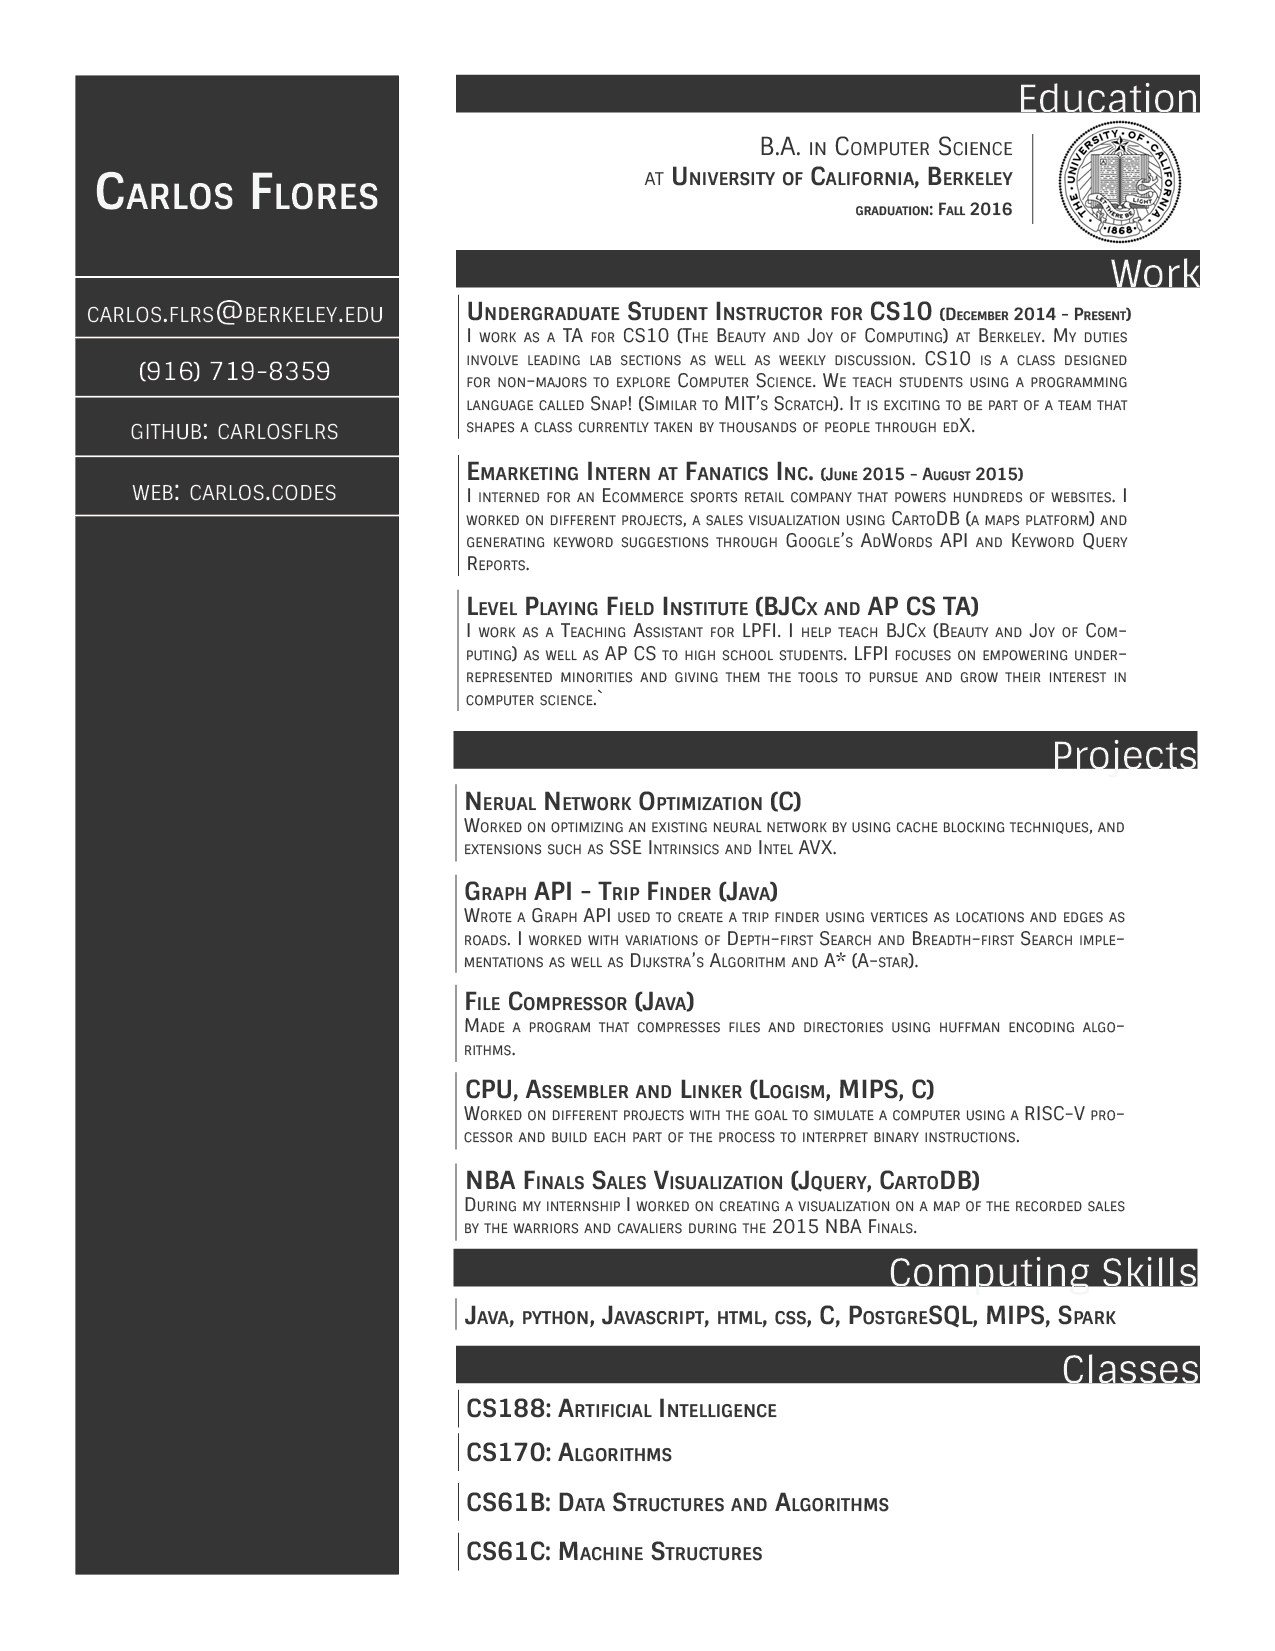 Carlos Flores
carlos.flrs@berkeley.edu
(916) 719-8359
github: carlosflrs
web: carlos.codes
Education
B.A. in Computer Science
at University of California, Berkeley
graduation: Fall 2016
THE · UNIVERSITY · OF · CALIFORNIA ·
LET THERE BE LIGHT
·1868·
Work
Undergraduate Student Instructor for CS10 (December 2014 - Present)
I work as a TA for CS10 (The Beauty and Joy of Computing) at Berkeley. My duties
involve leading lab sections as well as weekly discussion. CS10 is a class designed
for non-majors to explore Computer Science. We teach students using a programming
language called Snap! (Similar to MIT's Scratch). It is exciting to be part of a team that
shapes a class currently taken by thousands of people through edX.
Emarketing Intern at Fanatics Inc. (June 2015 - August 2015)
I interned for an Ecommerce sports retail company that powers hundreds of websites. I
worked on different projects, a sales visualization using CartoDB (a maps platform) and
generating keyword suggestions through Google's AdWords API and Keyword Query
Reports.
Level Playing Field Institute (BJCx and AP CS TA)
I work as a Teaching Assistant for LPFI. I help teach BJCx (Beauty and Joy of Com-
puting) as well as AP CS to high school students. LFPI focuses on empowering under-
represented minorities and giving them the tools to pursue and grow their interest in
computer science.`
Projects
Nerual Network Optimization (C)
Worked on optimizing an existing neural network by using cache blocking techniques, and
extensions such as SSE Intrinsics and Intel AVX.
Graph API - Trip Finder (Java)
Wrote a Graph API used to create a trip finder using vertices as locations and edges as
roads. I worked with variations of Depth-first Search and Breadth-first Search imple-
mentations as well as Dijkstra's Algorithm and A* (A-star).
File Compressor (Java)
Made a program that compresses files and directories using huffman encoding algo-
rithms.
CPU, Assembler and Linker (Logism, MIPS, C)
Worked on different projects with the goal to simulate a computer using a RISC-V pro-
cessor and build each part of the process to interpret binary instructions.
NBA Finals Sales Visualization (Jquery, CartoDB)
During my internship I worked on creating a visualization on a map of the recorded sales
by the warriors and cavaliers during the 2015 NBA Finals.
Computing Skills
Java, python, Javascript, html, css, C, PostgreSQL, MIPS, Spark
Classes
CS188: Artificial Intelligence
CS170: Algorithms
CS61B: Data Structures and Algorithms
CS61C: Machine Structures